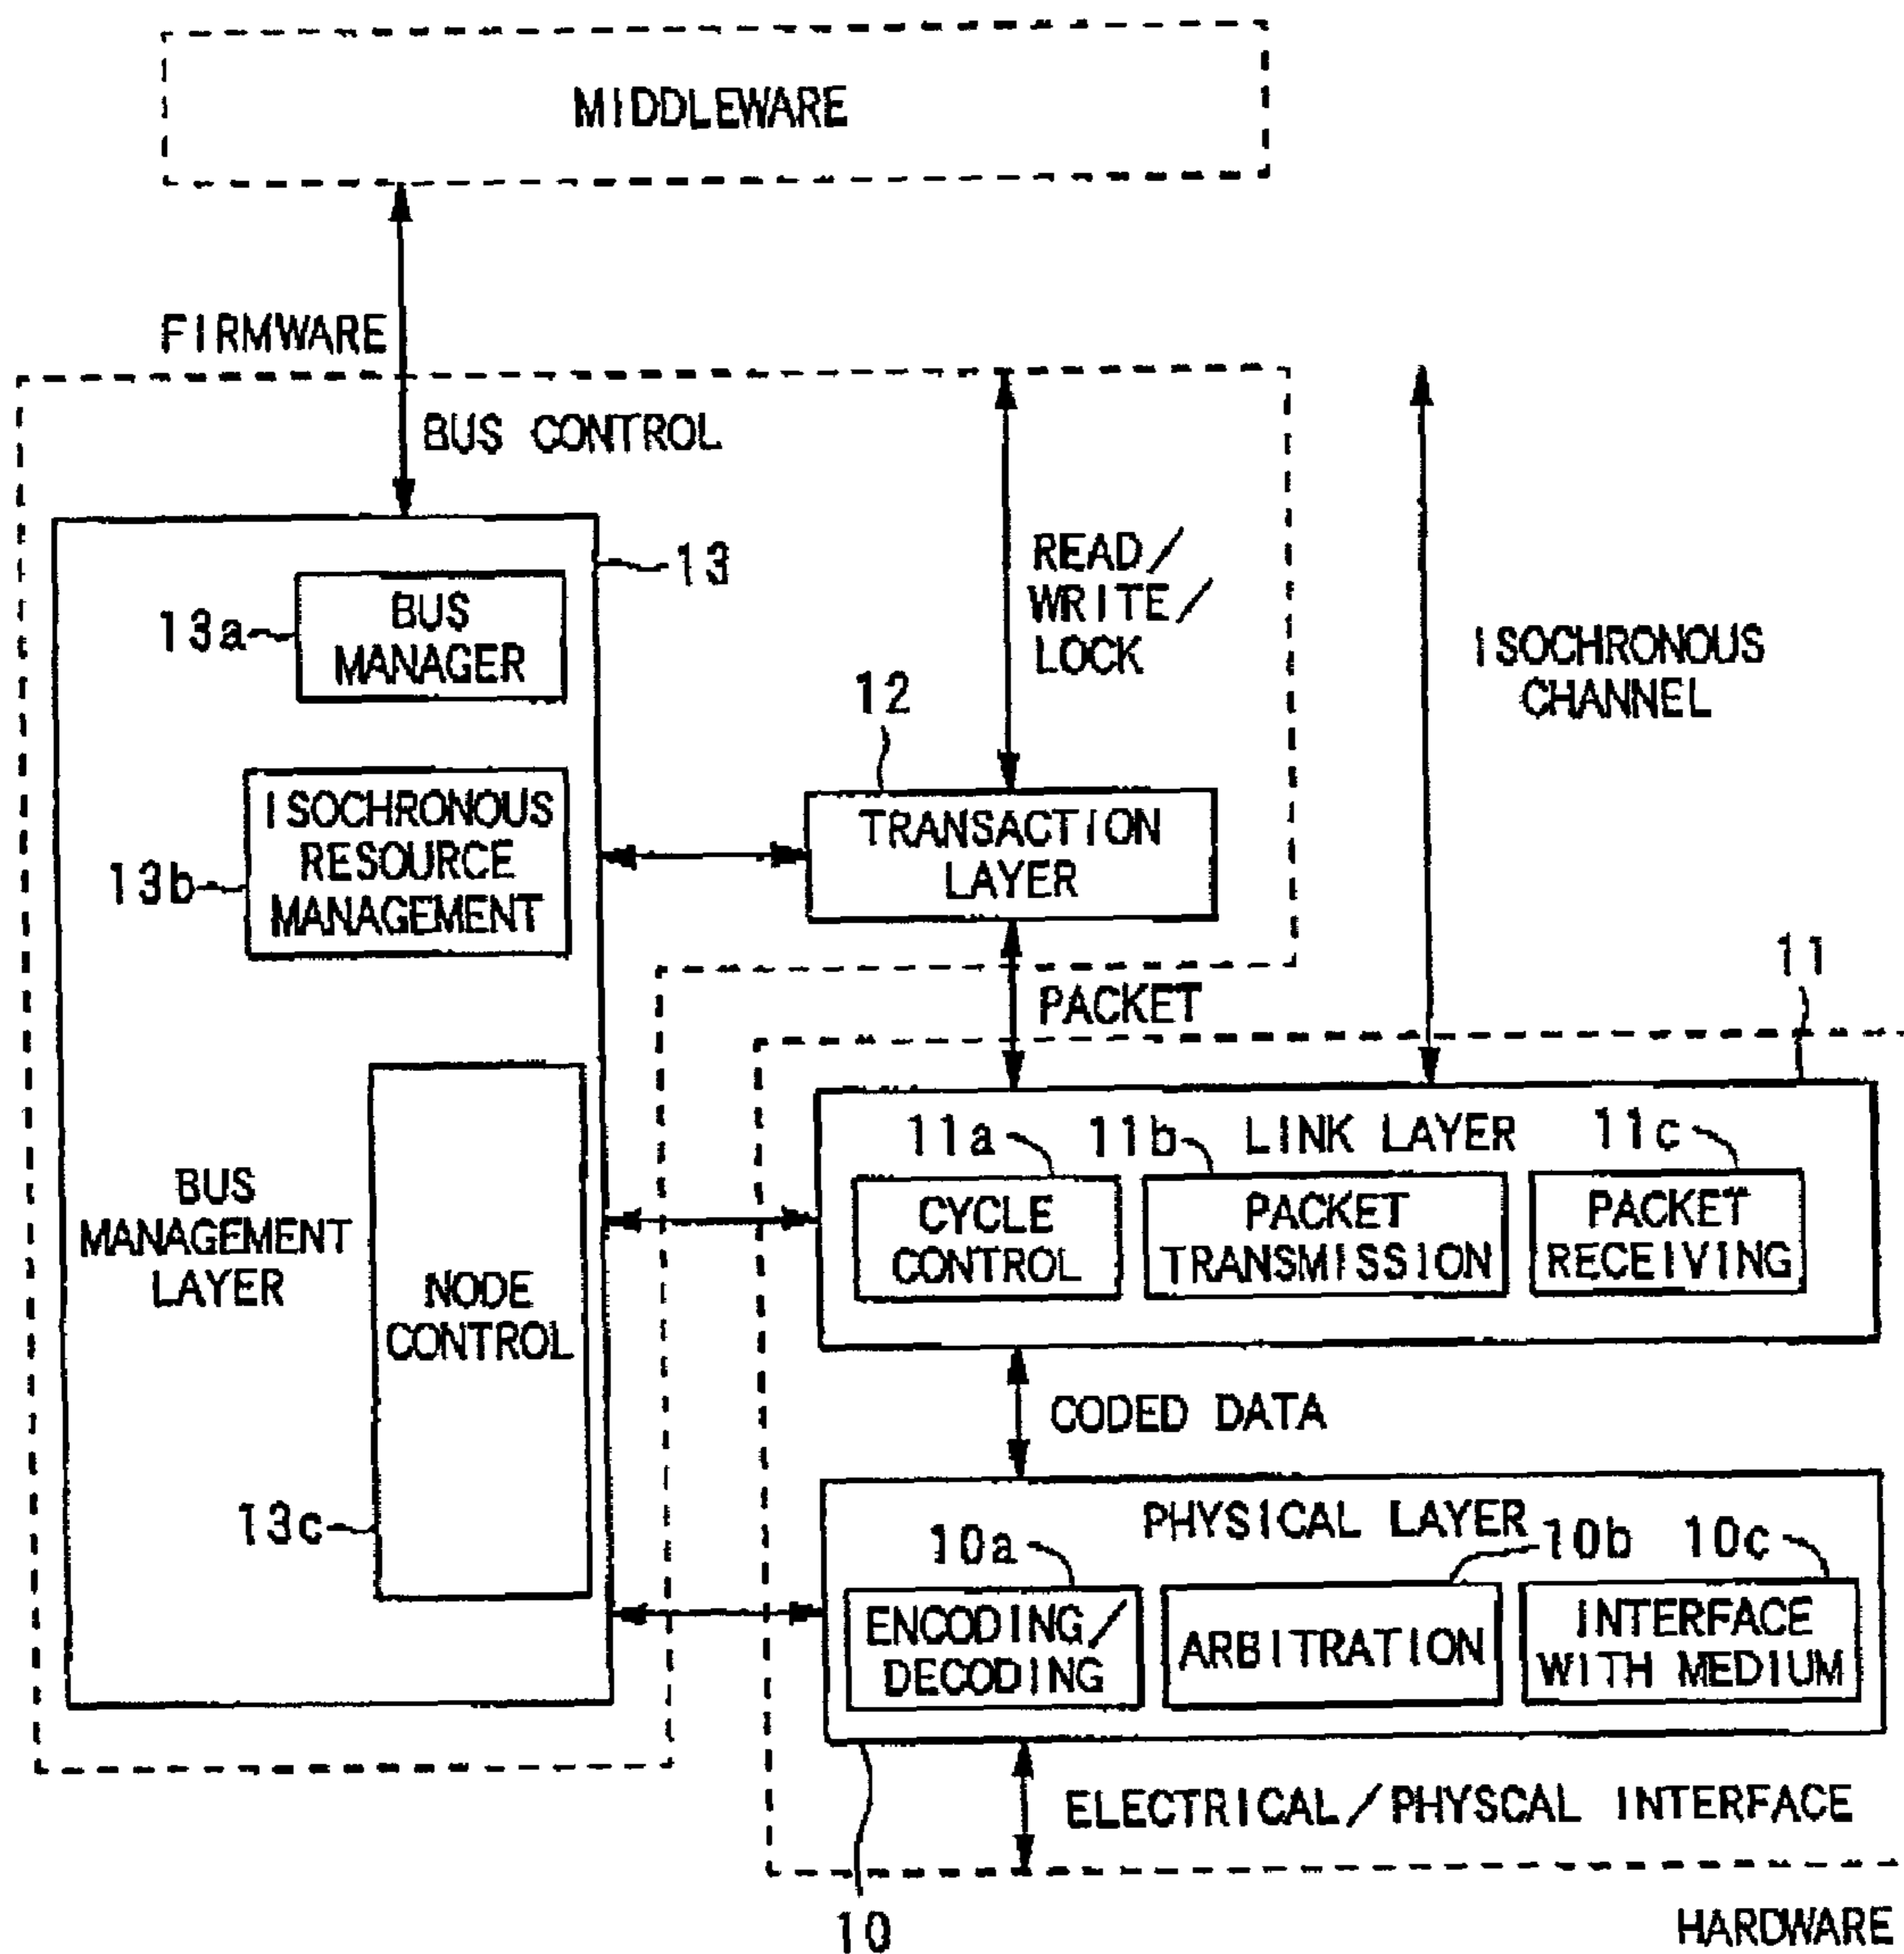 MIDDLEWARE
FIRMWARE
BUS CONTROL
13
13a
BUS
MANAGER
READ/
WRITE/
LOCK
ISOCHRONOUS
CHANNEL
12
13b
ISOCHRONOUS
RESOURCE
MANAGEMENT
TRANSACTION
LAYER
11
PACKET
11a
11b
LINK LAYER
11c
CYCLE
CONTROL
PACKET
TRANSMISSION
PACKET
RECEIVING
BUS
MANAGEMENT
LAYER
NODE
CONTROL
13c
CODED DATA
PHYSICAL LAYER
10a
10b
10c
ENCODING/
DECODING
ARBITRATION
INTERFACE
WITH MEDIUM
ELECTRICAL/PHYSCAL INTERFACE
10
HARDWARE